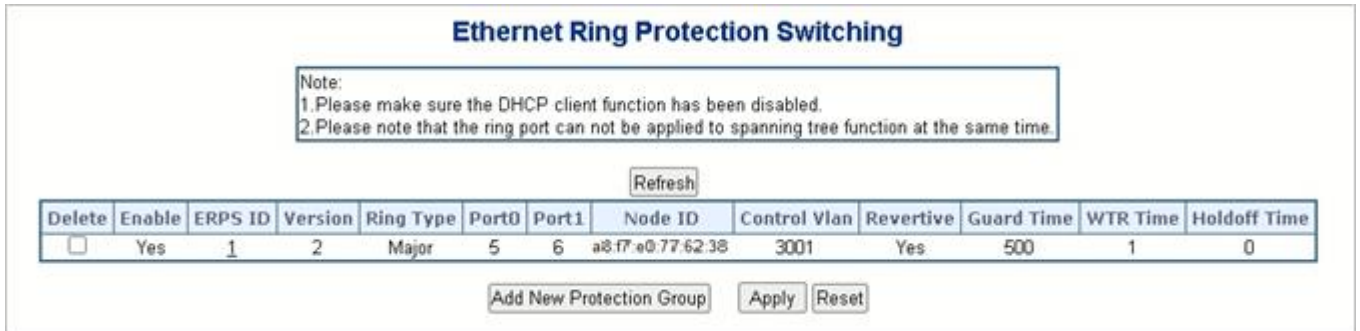 Ethernet Ring Protection Switching
Note:
1.Please make sure the DHCP client function has been disabled.
2.Please note that the ring port can not be applied to spanning tree function at the same time.
Refresh
Delete Enable ERPS ID Version Ring Type Port0 Port1 Node ID Control Vlan Revertive Guard Time WTR Time Holdoff Time
Yes 1 2 Major 5 6 a8:f7:e0:77:62:38 3001 Yes 500 1 0
Add New Protection Group Apply Reset